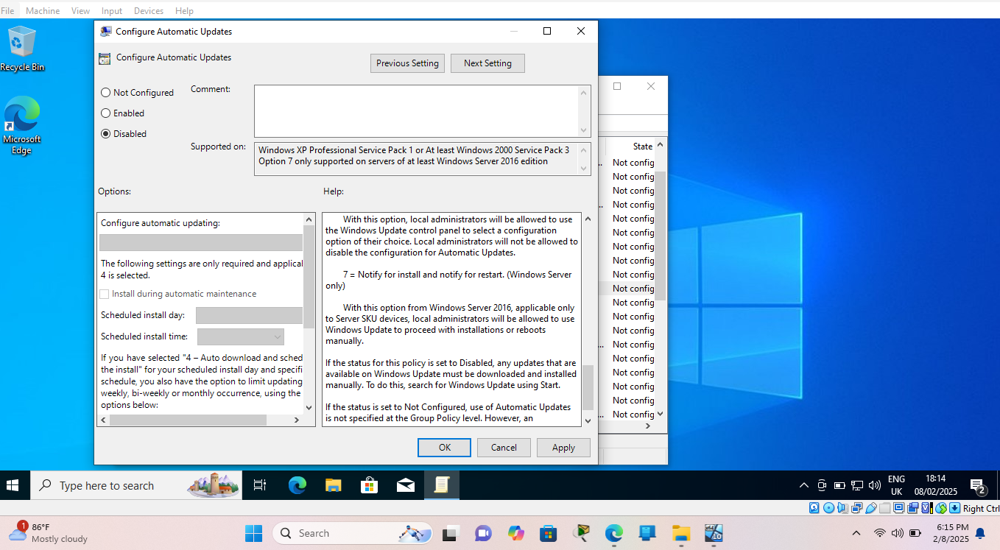 File Machine View Input Devices Help
Recycle Bin
Microsoft
Edge
Configure Automatic Updates
Configure Automatic Updates
Previous Setting Next Setting
Not Configured
Enabled
Disabled
Comment:
Supported on:
Windows XP Professional Service Pack 1 or At least Windows 2000 Service Pack 3
Option 7 only supported on servers of at least Windows Server 2016 edition
Options:
Help:
Configure automatic updating:
The following settings are only required and applical
4 is selected.
Install during automatic maintenance
Scheduled install day:
Scheduled install time:
If you have selected "4 – Auto download and sched
the install" for your scheduled install day and specifi
schedule, you also have the option to limit updating
weekly, bi-weekly or monthly occurrence, using the
options below:
With this option, local administrators will be allowed to use
the Windows Update control panel to select a configuration
option of their choice. Local administrators will not be allowed to
disable the configuration for Automatic Updates.
7 = Notify for install and notify for restart. (Windows Server
only)
With this option from Windows Server 2016, applicable only
to Server SKU devices, local administrators will be allowed to use
Windows Update to proceed with installations or reboots
manually.
If the status for this policy is set to Disabled, any updates that are
available on Windows Update must be downloaded and installed
manually. To do this, search for Windows Update using Start.
If the status is set to Not Configured, use of Automatic Updates
is not specified at the Group Policy level. However, an
OK Cancel Apply
State
... Not config
Not config
Not config
... Not config
Not config
Not config
Not config
Not config
Not config
Not config
Not config
Not config
Not config
... Not config
Not config
Not config
Not config
Not config
... Not config
Type here to search
ENG
UK
18:14
08/02/2025
2
Right Ctrl
1
86°F
Mostly cloudy
Search
6:15 PM
2/8/2025